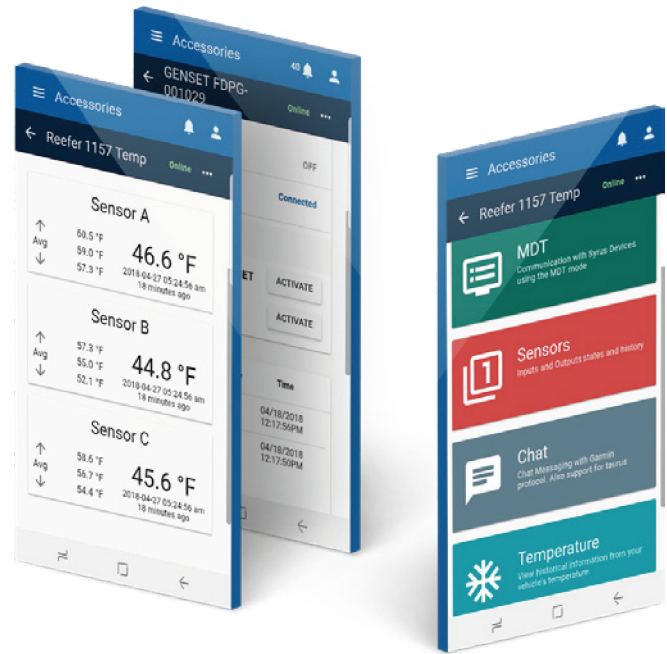 Accessories
Reefer 1157 Temp
Online
Sensor A
Avg
60.5 °F
59.0 °F
57.3 °F
46.6 °F
2018-04-27 05:24:56 am
18 minutes ago
Sensor B
Avg
57.3 °F
55.0 °F
52.1 °F
44.8 °F
2018-04-27 05:24:56 am
18 minutes ago
Sensor C
Avg
58.6 °F
56.7 °F
54.4 °F
45.6 °F
2018-04-27 05:24:56 am
18 minutes ago
Accessories
40
GENSET FDPG-
001029
Online
OFF
Connected
ACTIVATE
ACTIVATE
Time
04/18/2018
12:17:56PM
04/18/2018
12:17:50PM
Accessories
Reefer 1157 Temp
Online
MDT
Communication with Syrus Devices
using the MDT mode
1
Sensors
Inputs and Outputs states and history
Chat
Chat Messaging with Garmin
protocol. Also support for taurus
Temperature
View historical information from your
vehicle's temperature.